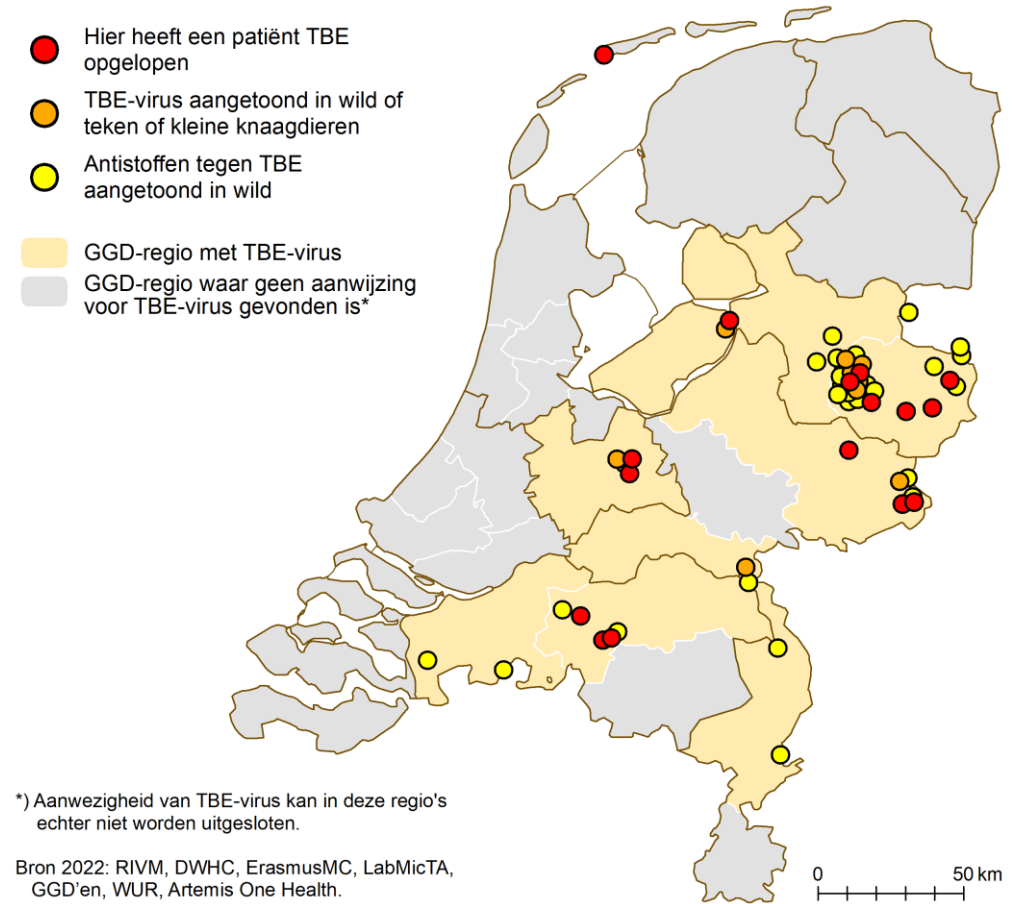 Hier heeft een patiënt TBE
opgelopen
TBE-virus aangetoond in wild of
teken of kleine knaagdieren
Antistoffen tegen TBE
aangetoond in wild
GGD-regio met TBE-virus
GGD-regio waar geen aanwijzing
voor TBE-virus gevonden is*
*) Aanwezigheid van TBE-virus kan in deze regio's
echter niet worden uitgesloten.
Bron 2022: RIVM, DWHC, ErasmusMC, LabMicTA,
GGD'en, WUR, Artemis One Health.
0 50 km